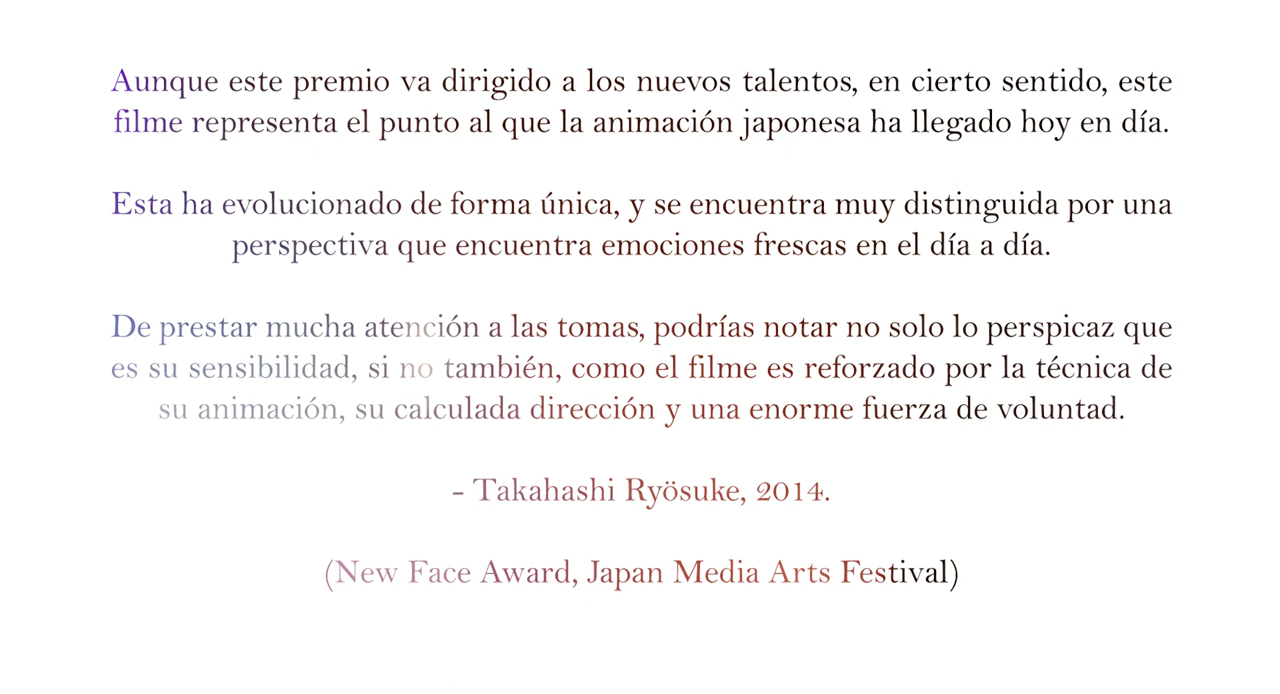 Aunque este premio va dirigido a los nuevos talentos, en cierto sentido, este
filme representa el punto al que la animación japonesa ha llegado hoy en día.
Esta ha evolucionado de forma única, y se encuentra muy distinguida por una
perspectiva que encuentra emociones frescas en el día a día.
De prestar mucha atención a las tomas, podrías notar no solo lo perspicaz que
es su sensibilidad, si no también, como el filme es reforzado por la técnica de
su animación, su calculada dirección y una enorme fuerza de voluntad.
– Takahashi Ryösuke, 2014.
(New Face Award, Japan Media Arts Festival)